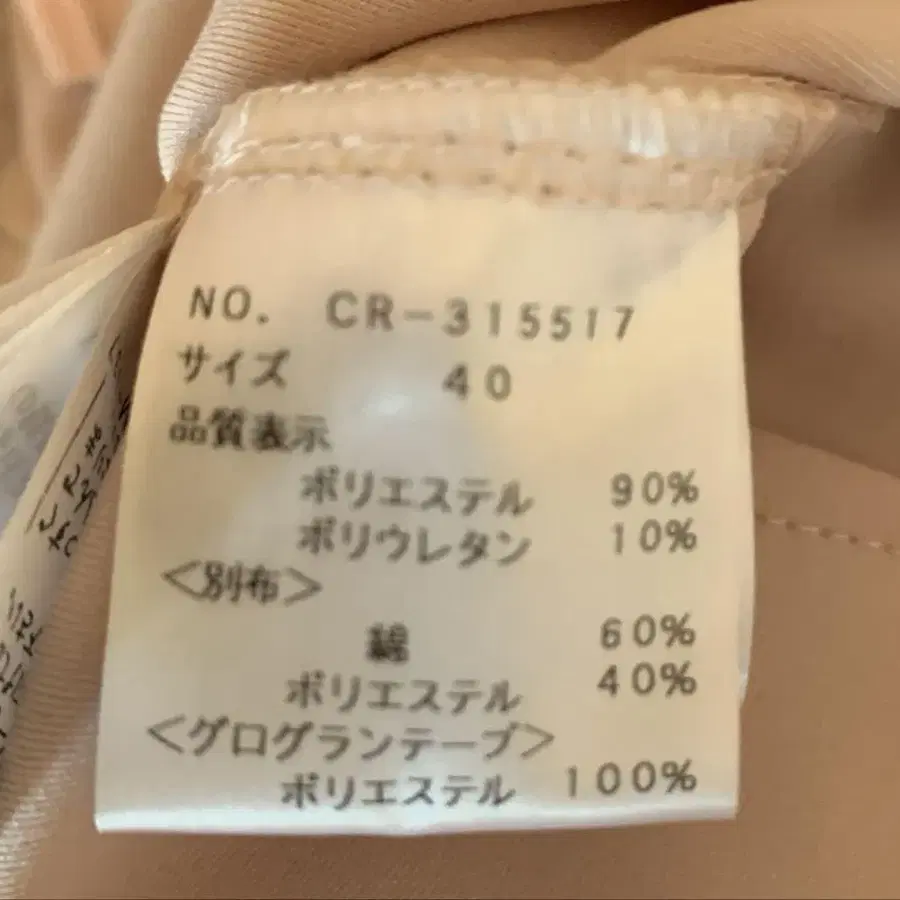 NO. CR-315517
サイズ 40
品質表示
ポリエステル 90%
ポリウレタン 10%
<別布>
綿 60%
ポリエステル 40%
<グログランテープ>
ポリエステル 100%